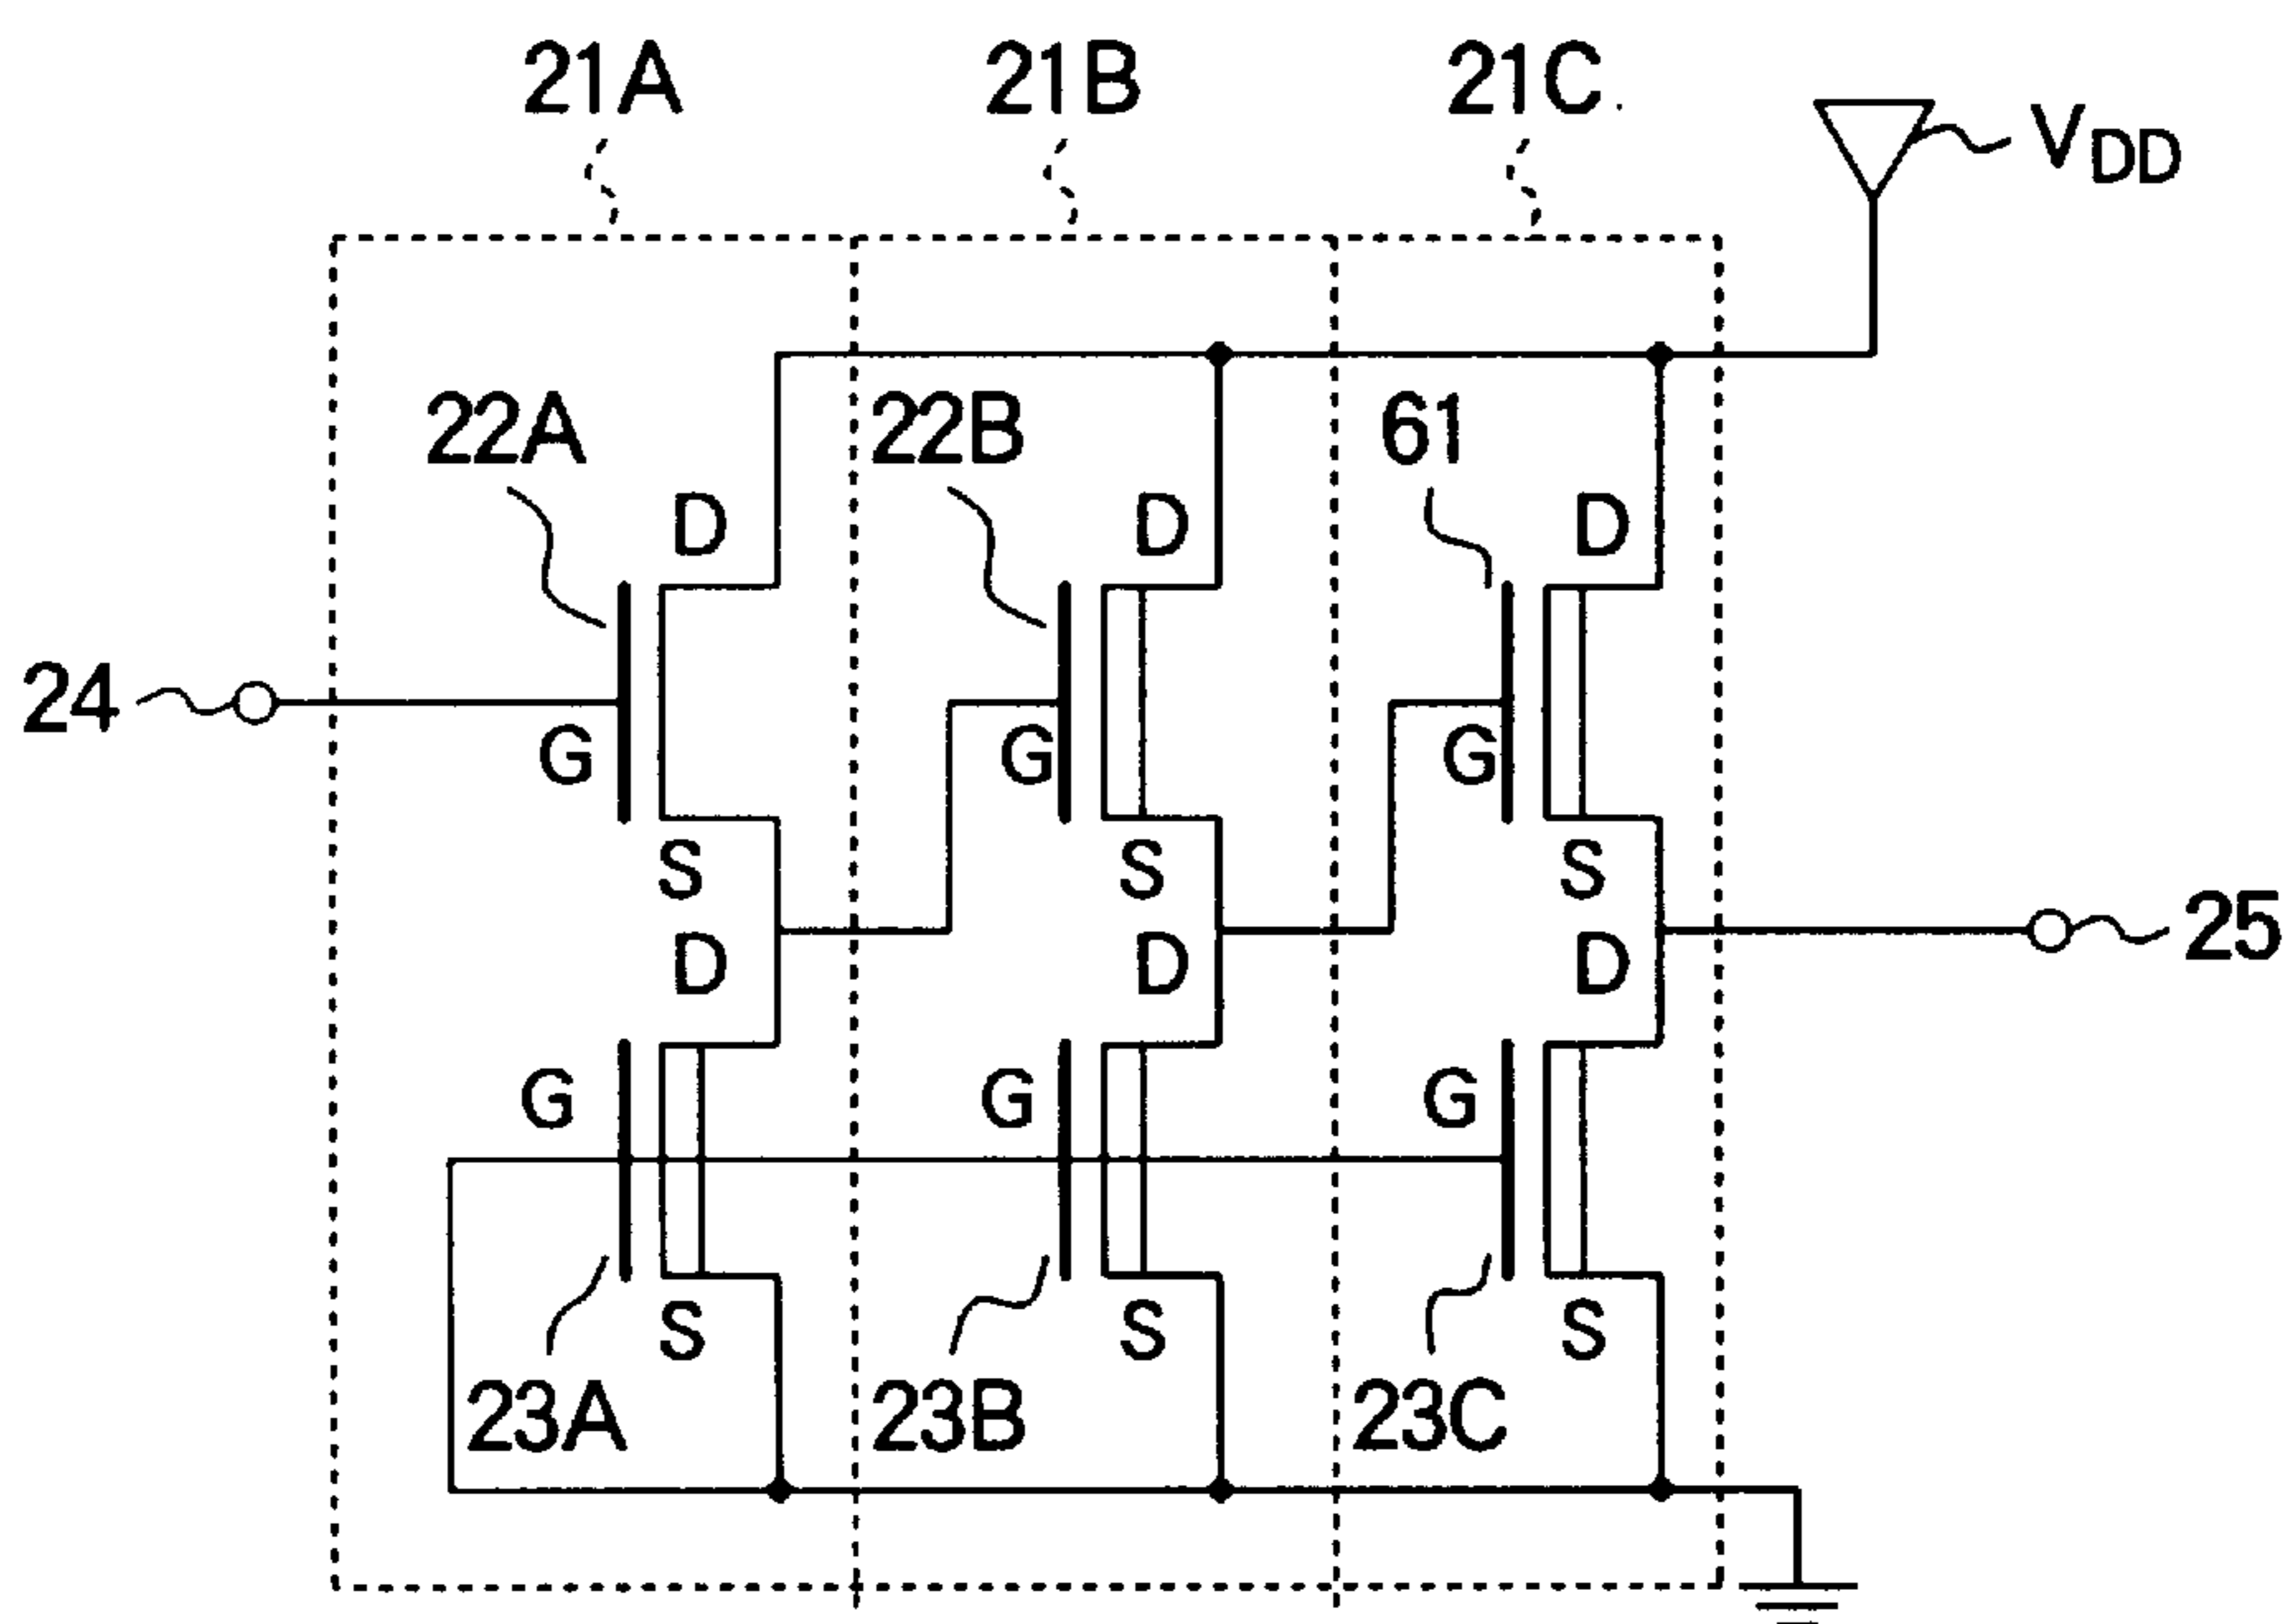 21A 21B 21C.
VDD
22A 22B 61
D D D
24
G G G
S S S
25
D D D
G G G
S S S
23A 23B 23C